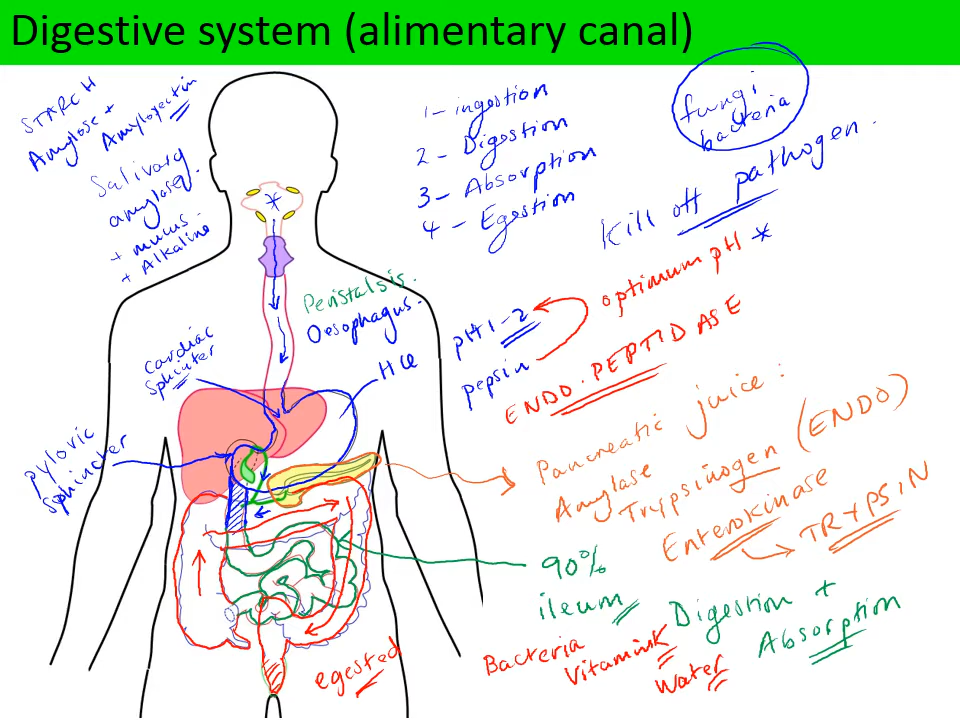 Digestive system (alimentary canal)
STARCH
Amylose +
Amylopectin
Salivary
amylase.
+ mucus -
+ Alkaline
1 - ingestion
2 - Digestion
3 - Absorption
4 - Egestion
fungi
bacteria
Kill off pathogen.
optimum pH *
Peristalsis
Oesophagus.
pH 1-2
pepsin
ENDO.PEPTIDASE
cardiac
sphincter
HCl
pyloric
sphincter
Pancreatic juice :
Amylase
Trypsinogen (ENDO)
Enterokinase
TRYPSIN
90%
ileum
Digestion +
Absorption
Bacteria
Vitamin K
Water
egested